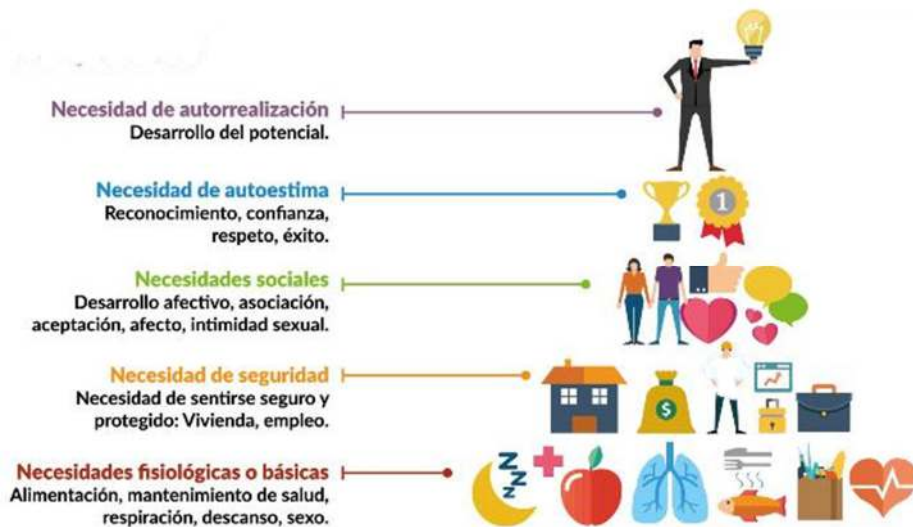 Necesidad de autorrealización
Desarrollo del potencial.
Necesidad de autoestima
Reconocimiento, confianza,
respeto, éxito.
1
Necesidades sociales
Desarrollo afectivo, asociación,
aceptación, afecto, intimidad sexual.
Necesidad de seguridad
Necesidad de sentirse seguro y
protegido: Vivienda, empleo.
$
Necesidades fisiológicas o básicas
Alimentación, mantenimiento de salud,
respiración, descanso, sexo.
ZZZZ